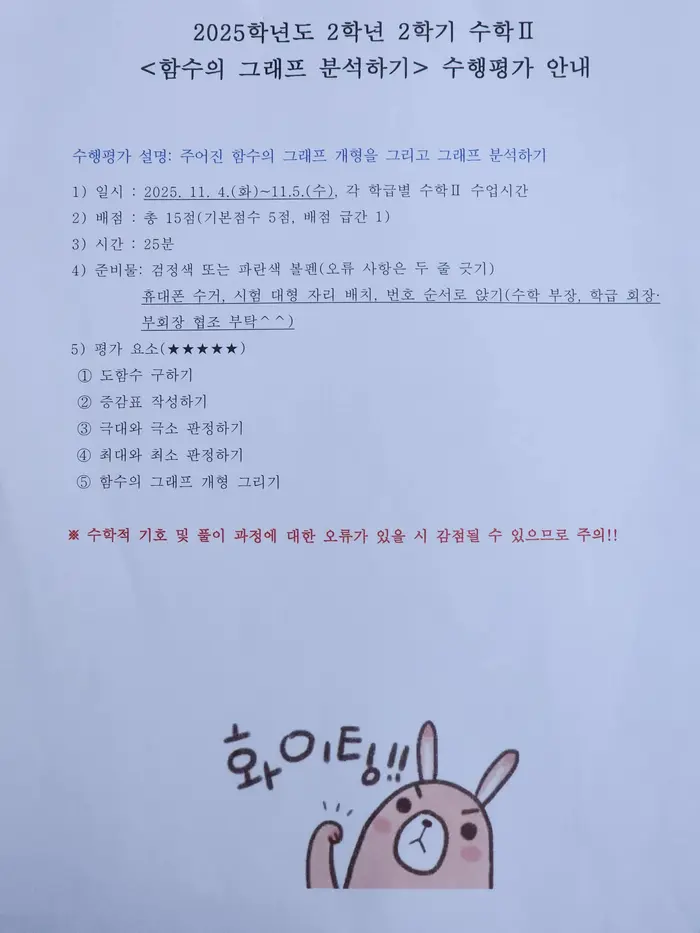 2025학년도 2학년 2학기 수학Ⅱ
<함수의 그래프 분석하기> 수행평가 안내
수행평가 설명: 주어진 함수의 그래프 개형을 그리고 그래프 분석하기
1) 일시 : 2025. 11. 4.(화)~11.5.(수), 각 학급별 수학Ⅱ 수업시간
2) 배점 : 총 15점(기본점수 5점, 배점 급간 1)
3) 시간 : 25분
4) 준비물: 검정색 또는 파란색 볼펜(오류 사항은 두 줄 긋기)
휴대폰 수거, 시험 대형 자리 배치, 번호 순서로 앉기(수학 부장, 학급 회장·
부회장 협조 부탁^^)
5) 평가 요소(★★★★★)
① 도함수 구하기
② 증감표 작성하기
③ 극대와 극소 판정하기
④ 최대와 최소 판정하기
⑤ 함수의 그래프 개형 그리기
※ 수학적 기호 및 풀이 과정에 대한 오류가 있을 시 감점될 수 있으므로 주의!!
화이팅!!